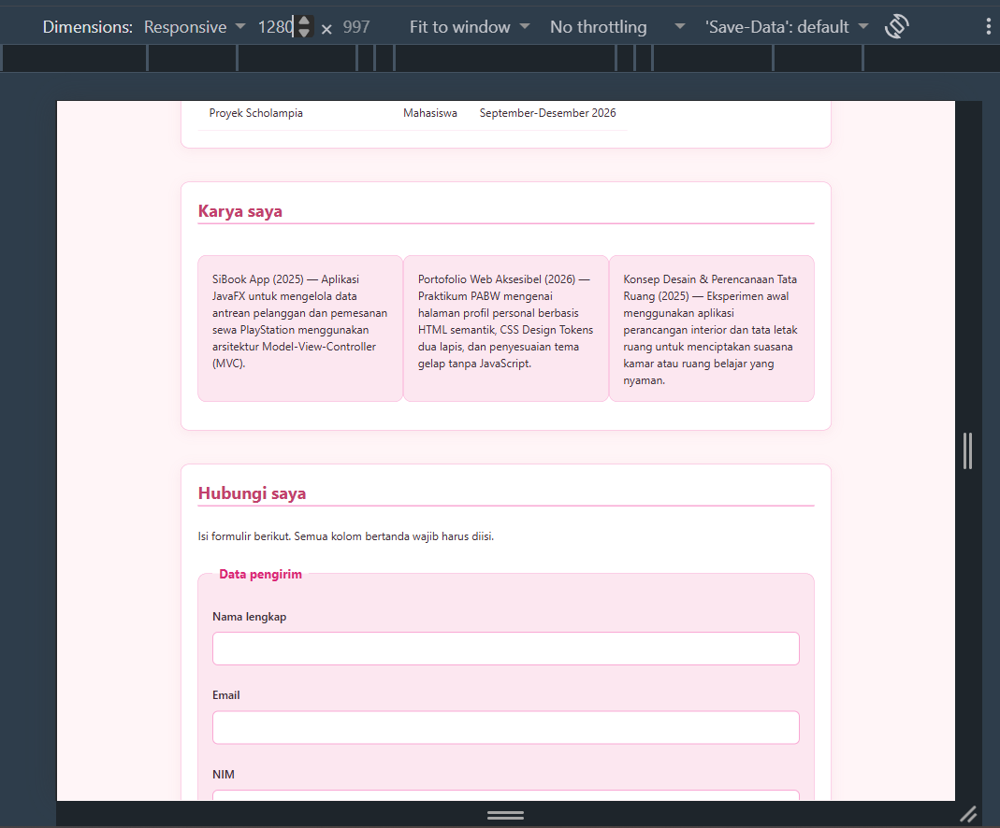 Dimensions: Responsive 1280 × 997 Fit to window No throttling 'Save-Data': default
Proyek Scholampia Mahasiswa September-Desember 2026
Karya saya
SiBook App (2025) — Aplikasi
JavaFX untuk mengelola data
antrean pelanggan dan pemesanan
sewa PlayStation menggunakan
arsitektur Model-View-Controller
(MVC).
Portofolio Web Aksesibel (2026) —
Praktikum PABW mengenai
halaman profil personal berbasis
HTML semantik, CSS Design Tokens
dua lapis, dan penyesuaian tema
gelap tanpa JavaScript.
Konsep Desain & Perencanaan Tata
Ruang (2025) — Eksperimen awal
menggunakan aplikasi
perancangan interior dan tata letak
ruang untuk menciptakan suasana
kamar atau ruang belajar yang
nyaman.
Hubungi saya
Isi formulir berikut. Semua kolom bertanda wajib harus diisi.
Data pengirim
Nama lengkap
Email
NIM